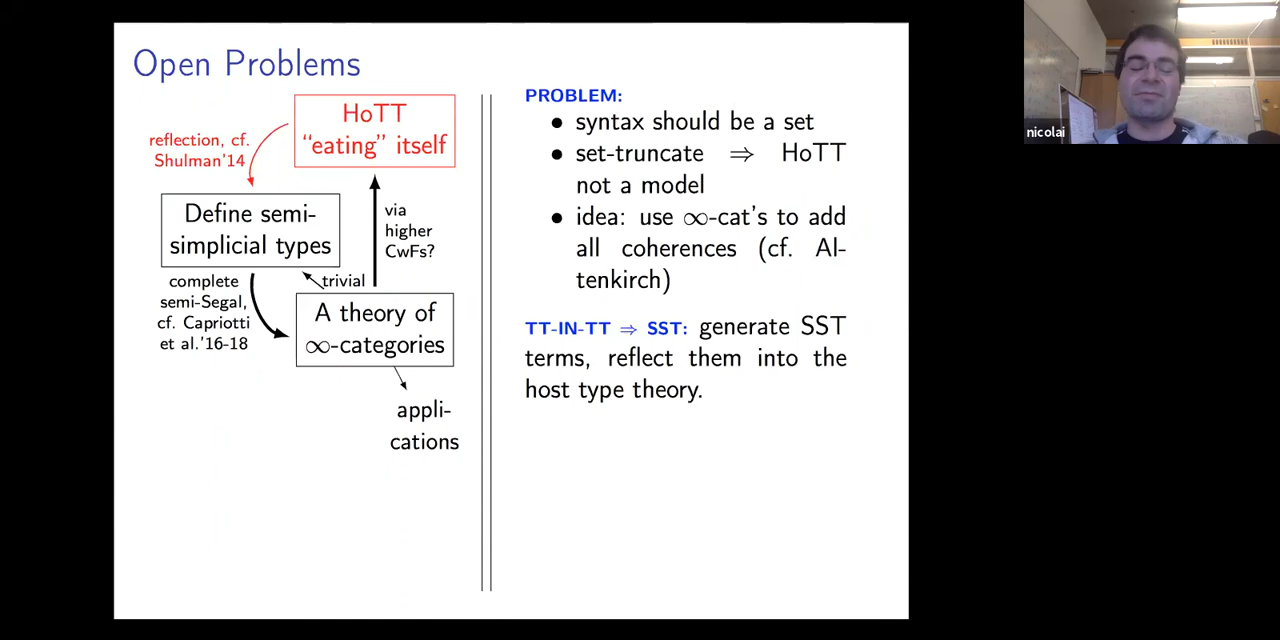 Open Problems
HoTT
"eating" itself
reflection, cf.
Shulman'14
Define semi-
simplicial types
via
higher
CwFs?
trivial
complete
semi-Segal,
cf. Capriotti
et al.'16-18
A theory of
∞-categories
appli-
cations
PROBLEM:
• syntax should be a set
• set-truncate ⇒ HoTT
not a model
• idea: use ∞-cat's to add
all coherences (cf. Al-
tenkirch)
TT-IN-TT ⇒ SST: generate SST
terms, reflect them into the
host type theory.
nicolai